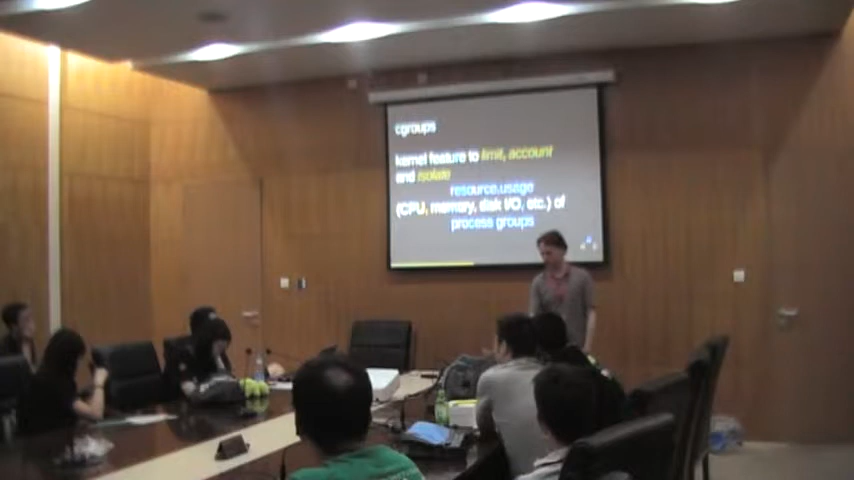 cgroups
kernel feature to limit, account
and isolate
resource usage
(CPU, memory, disk I/O, etc.) of
process groups